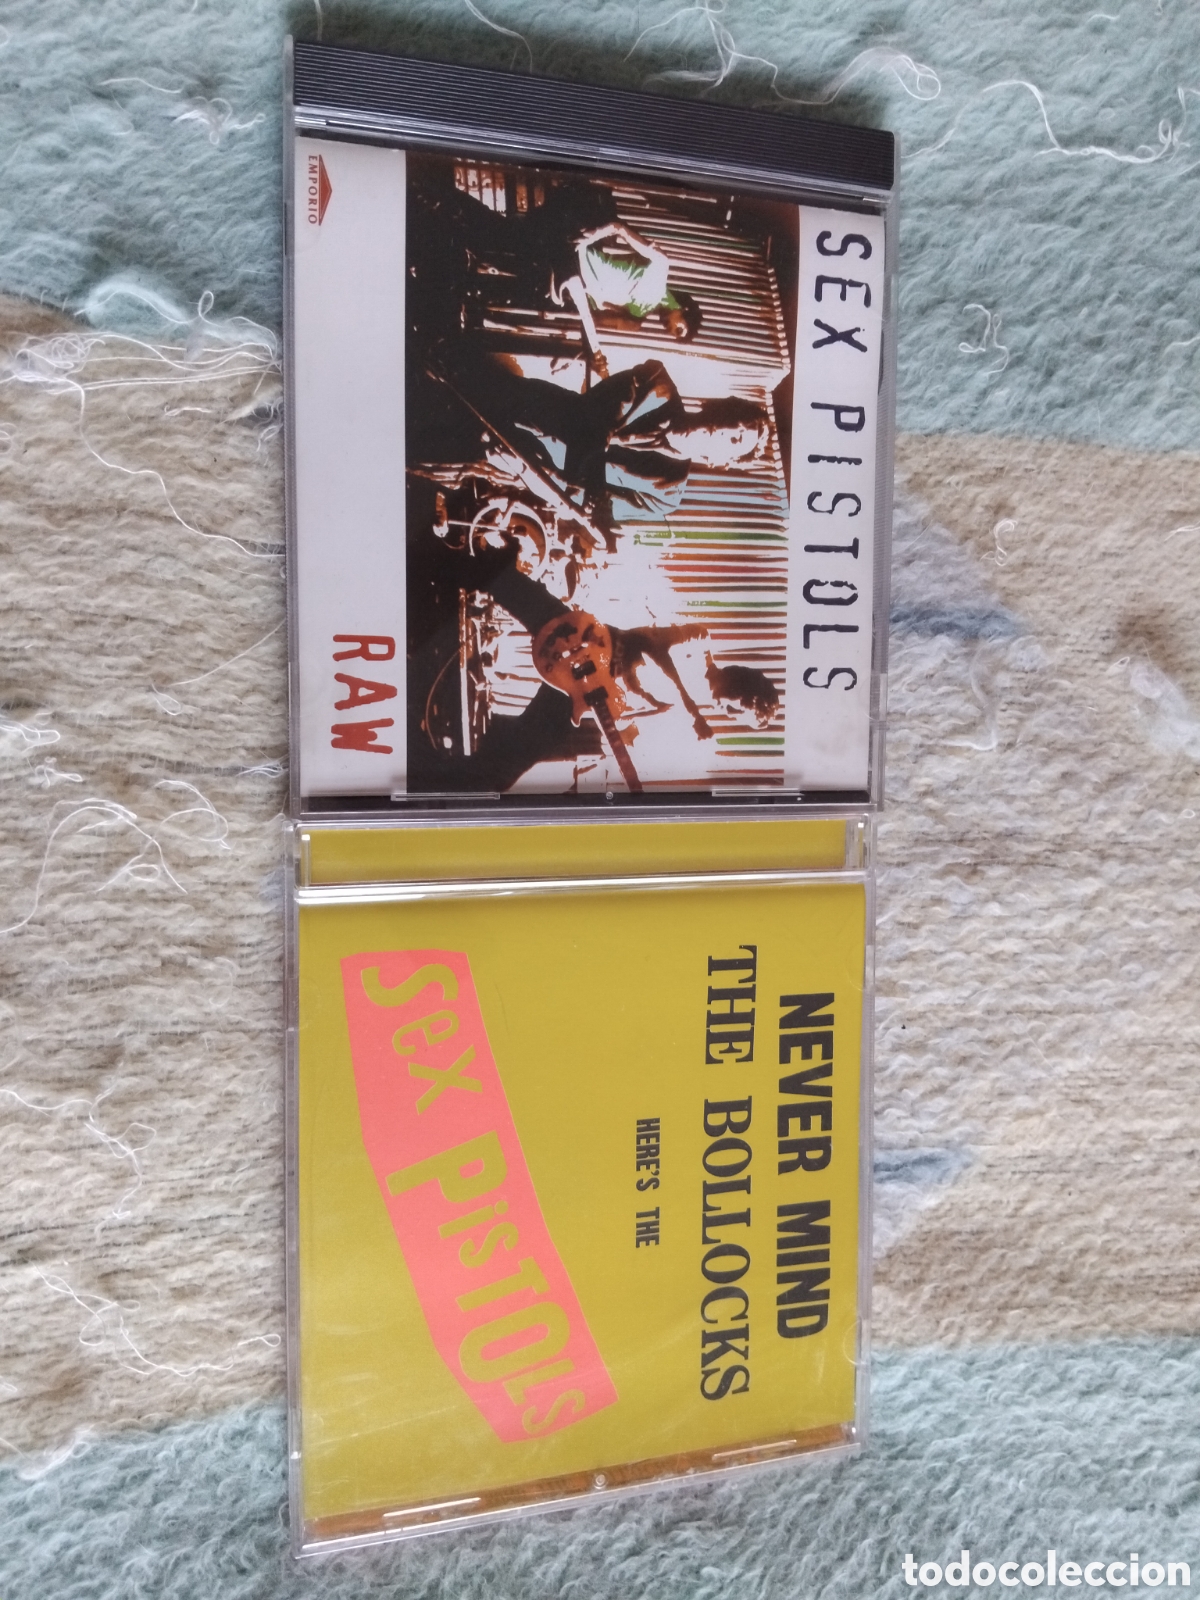 SEX PISTOLS
RAW
EMPORIO
NEVER MIND
THE BOLLOCKS
HERE'S THE
Sex PiSTOLS
todocoleccion